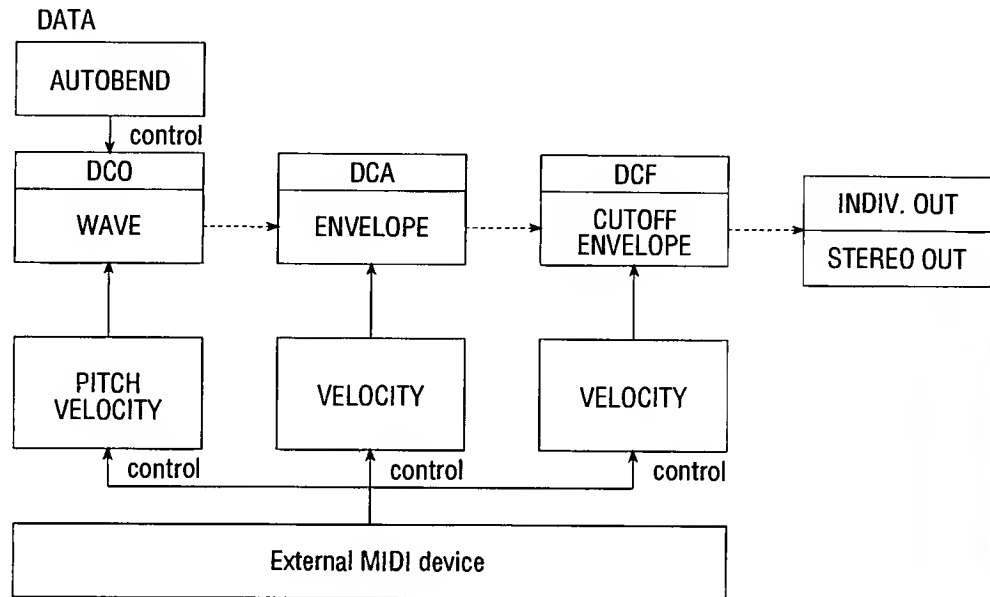 DATA
AUTOBEND
control
DCO
WAVE
DCA
ENVELOPE
DCF
CUTOFF
ENVELOPE
INDIV. OUT
STEREO OUT
PITCH
VELOCITY
VELOCITY
VELOCITY
control
control
control
External MIDI device